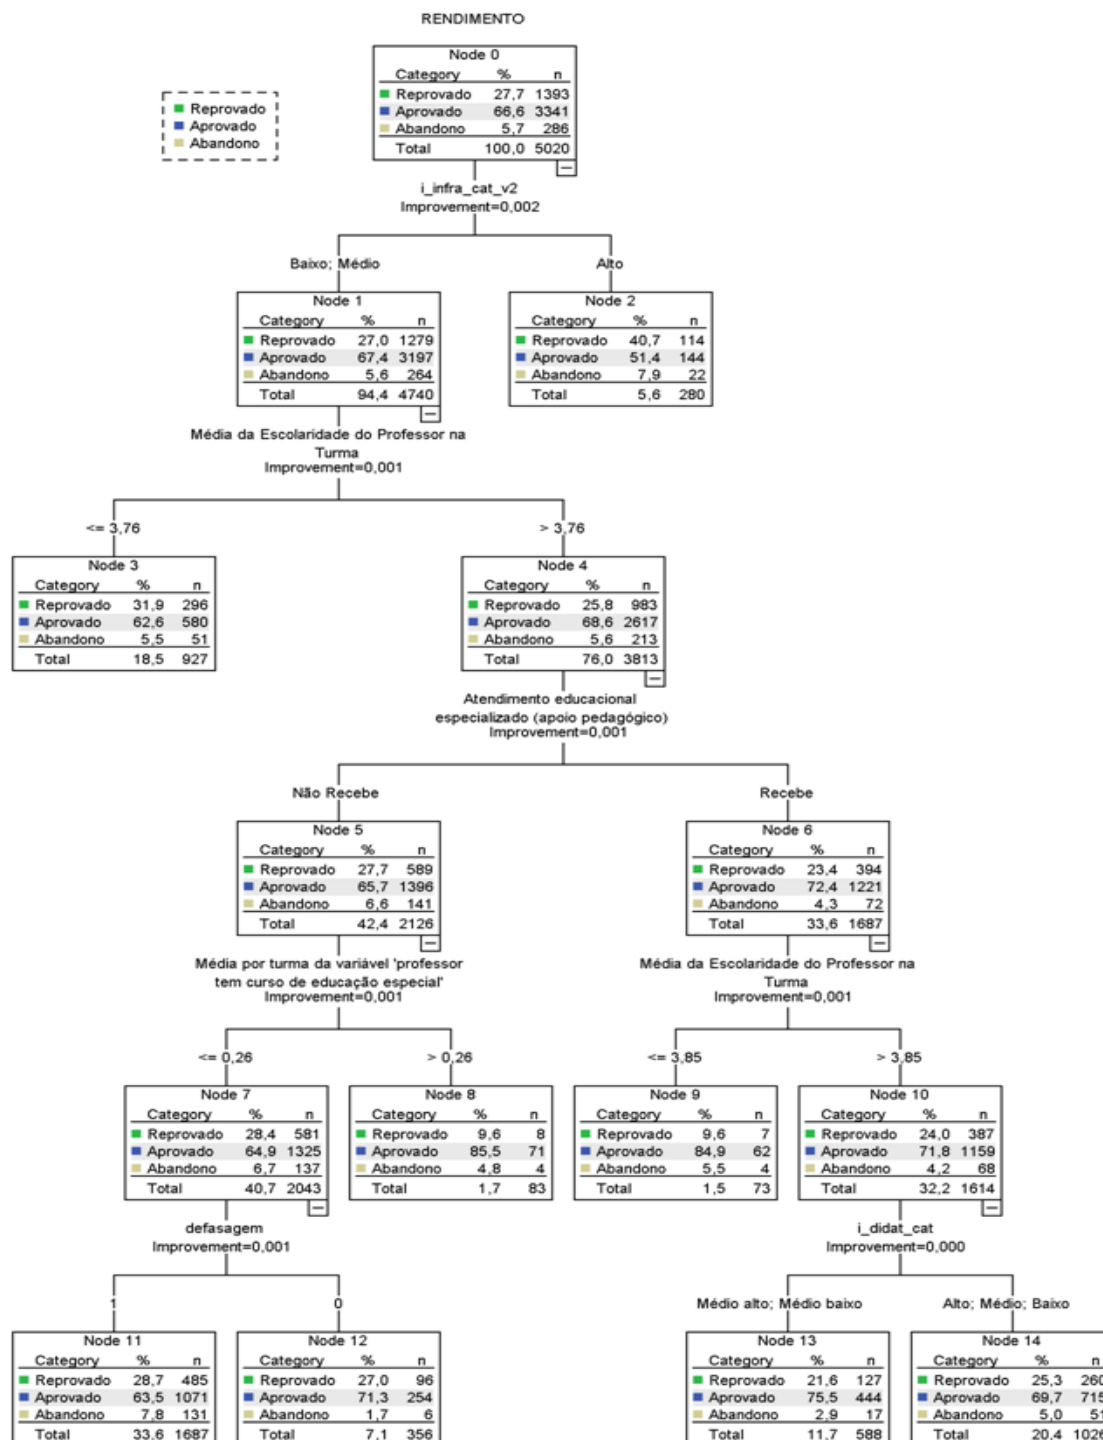 RENDIMENTO
Node 0
Category % n
Reprovado 27,7 1393
Aprovado 66,6 3341
Abandono 5,7 286
Total 100,0 5020
Reprovado
Aprovado
Abandono
i_infra_cat_v2
Improvement=0,002
Baixo; Médio
Alto
Node 1
Category % n
Reprovado 27,0 1279
Aprovado 67,4 3197
Abandono 5,6 264
Total 94,4 4740
Node 2
Category % n
Reprovado 40,7 114
Aprovado 51,4 144
Abandono 7,9 22
Total 5,6 280
Média da Escolaridade do Professor na
Turma
Improvement=0,001
<= 3,76
> 3,76
Node 3
Category % n
Reprovado 31,9 296
Aprovado 62,6 580
Abandono 5,5 51
Total 18,5 927
Node 4
Category % n
Reprovado 25,8 983
Aprovado 68,6 2617
Abandono 5,6 213
Total 76,0 3813
Atendimento educacional
especializado (apoio pedagógico)
Improvement=0,001
Não Recebe
Recebe
Node 5
Category % n
Reprovado 27,7 589
Aprovado 65,7 1396
Abandono 6,6 141
Total 42,4 2126
Node 6
Category % n
Reprovado 23,4 394
Aprovado 72,4 1221
Abandono 4,3 72
Total 33,6 1687
Média por turma da variável 'professor
tem curso de educação especial'
Improvement=0,001
Média da Escolaridade do Professor na
Turma
Improvement=0,001
<= 0,26
> 0,26
<= 3,85
> 3,85
Node 7
Category % n
Reprovado 28,4 581
Aprovado 64,9 1325
Abandono 6,7 137
Total 40,7 2043
Node 8
Category % n
Reprovado 9,6 8
Aprovado 85,5 71
Abandono 4,8 4
Total 1,7 83
Node 9
Category % n
Reprovado 9,6 7
Aprovado 84,9 62
Abandono 5,5 4
Total 1,5 73
Node 10
Category % n
Reprovado 24,0 387
Aprovado 71,8 1159
Abandono 4,2 68
Total 32,2 1614
defasagem
Improvement=0,001
i_didat_cat
Improvement=0,000
1
0
Médio alto; Médio baixo
Alto; Médio; Baixo
Node 11
Category % n
Reprovado 28,7 485
Aprovado 63,5 1071
Abandono 7,8 131
Total 33,6 1687
Node 12
Category % n
Reprovado 27,0 96
Aprovado 71,3 254
Abandono 1,7 6
Total 7,1 356
Node 13
Category % n
Reprovado 21,6 127
Aprovado 75,5 444
Abandono 2,9 17
Total 11,7 588
Node 14
Category % n
Reprovado 25,3 260
Aprovado 69,7 715
Abandono 5,0 51
Total 20,4 1026